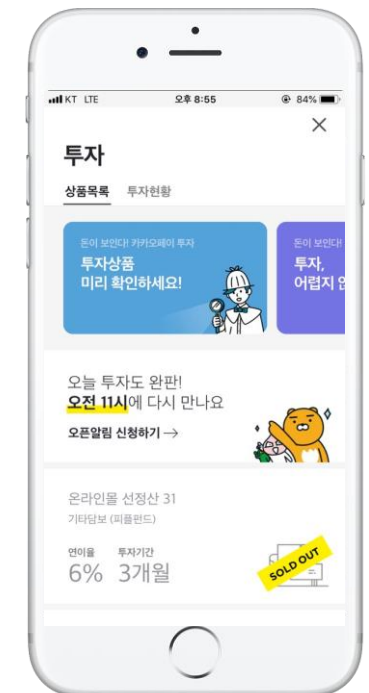 KT LTE 오후 8:55 84%
투자
상품목록 투자현황
돈이 보인다! 카카오페이 투자
투자상품
미리 확인하세요!
돈이 보인다!
투자,
어렵지
오늘 투자도 완판!
오전 11시에 다시 만나요
오픈알림 신청하기 →
온라인몰 선정산 31
기타담보 (피플펀드)
연이율 투자기간
6% 3개월
SOLD OUT